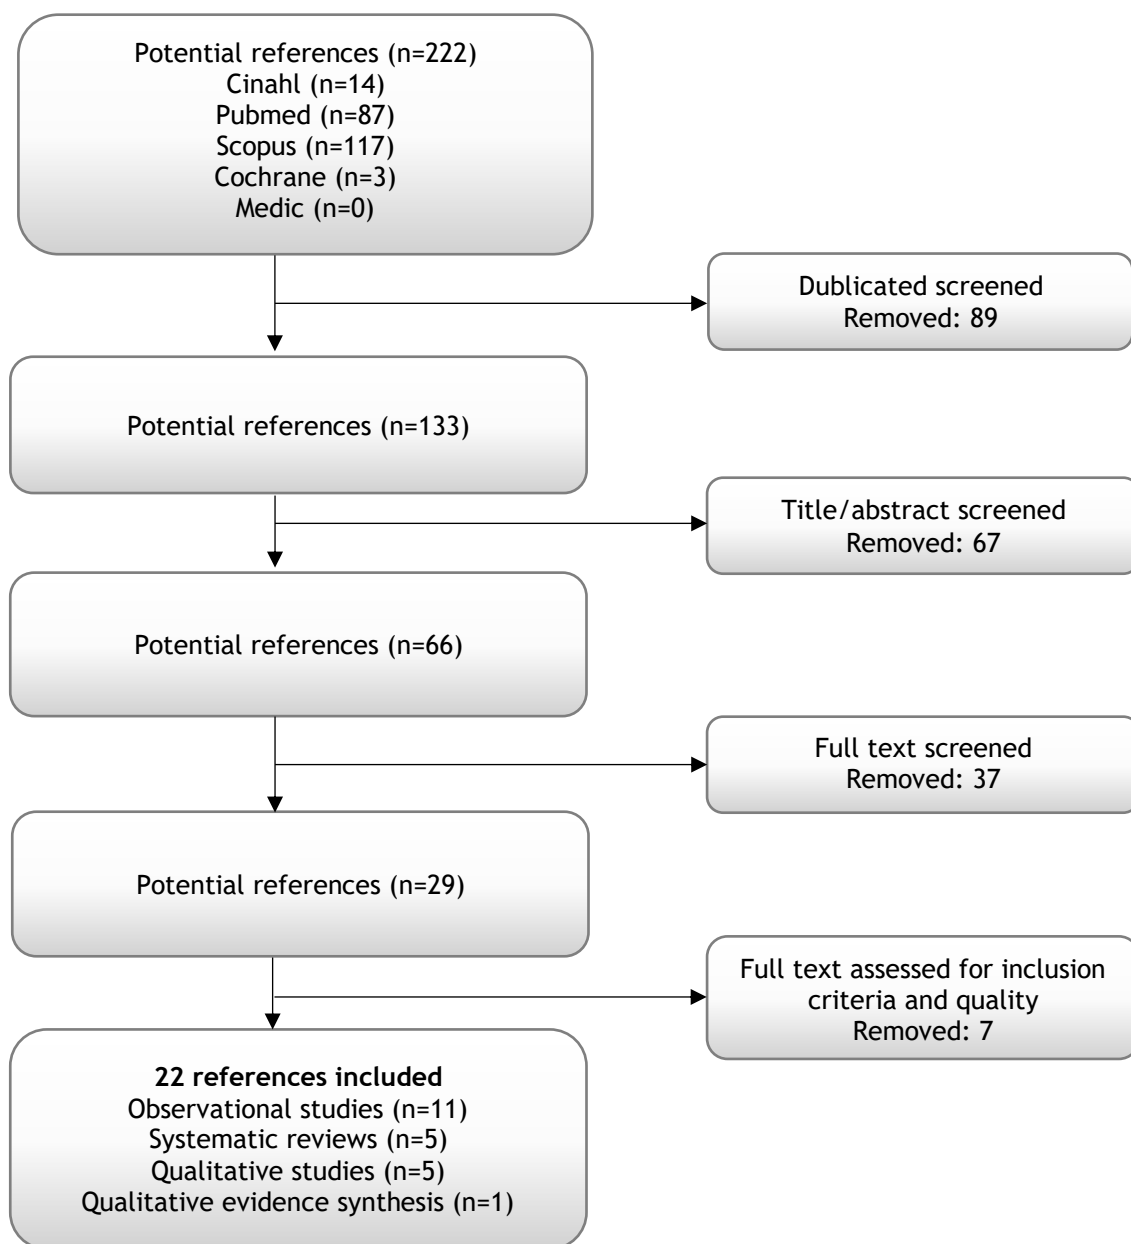 Potential references (n=222)
Cinahl (n=14)
Pubmed (n=87)
Scopus (n=117)
Cochrane (n=3)
Medic (n=0)
Dublicated screened
Removed: 89
Potential references (n=133)
Title/abstract screened
Removed: 67
Potential references (n=66)
Full text screened
Removed: 37
Potential references (n=29)
Full text assessed for inclusion
criteria and quality
Removed: 7
22 references included
Observational studies (n=11)
Systematic reviews (n=5)
Qualitative studies (n=5)
Qualitative evidence synthesis (n=1)